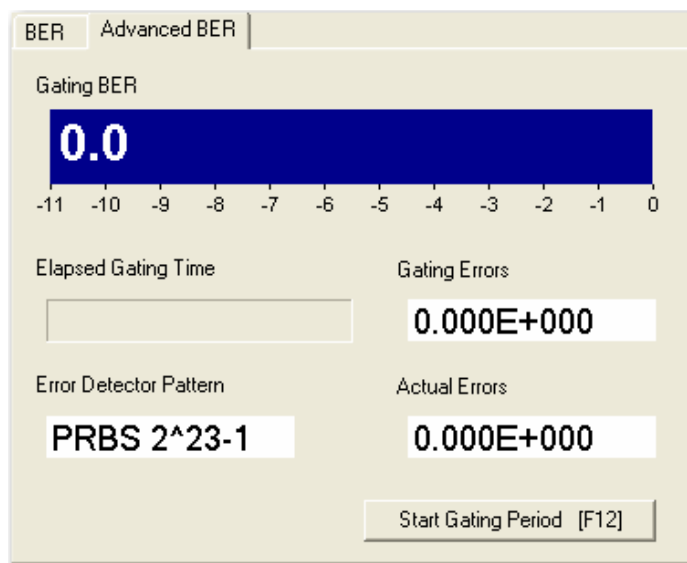 BER Advanced BER
Gating BER
0.0
-11 -10 -9 -8 -7 -6 -5 -4 -3 -2 -1 0
Elapsed Gating Time Gating Errors
0.000E+000
Error Detector Pattern Actual Errors
PRBS 2^23-1 0.000E+000
Start Gating Period [F12]